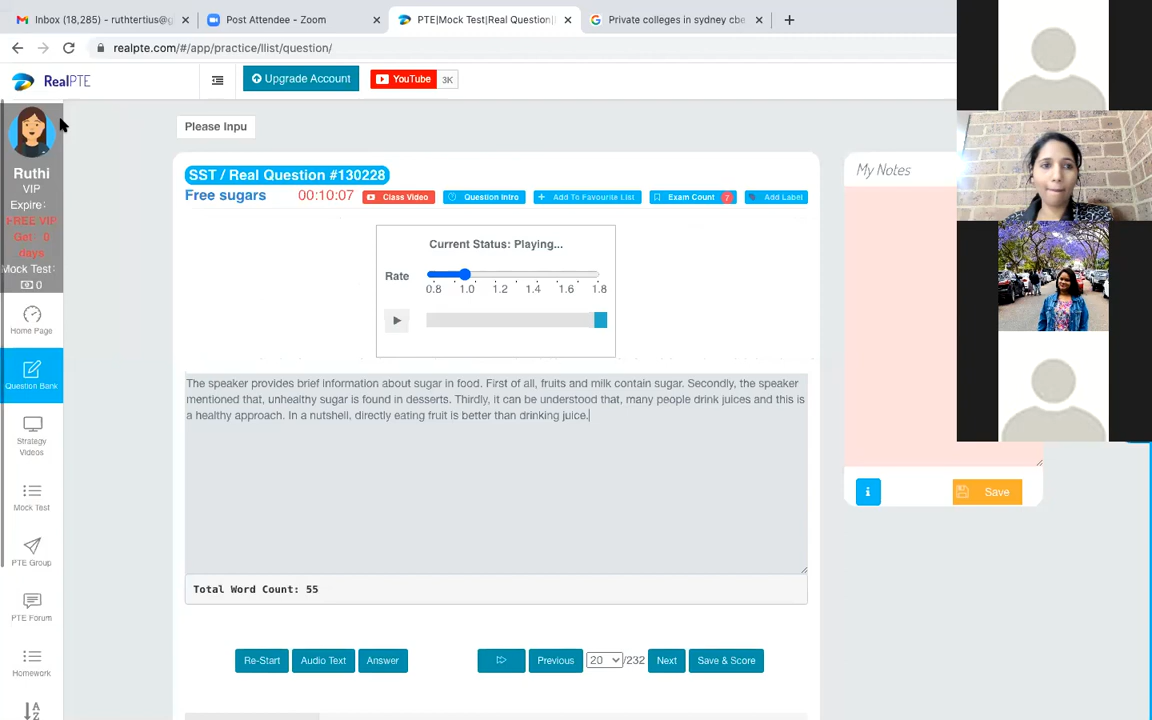 Inbox (18,285) - ruthtertius@g
Post Attendee - Zoom
PTE|Mock Test|Real Question|
Private colleges in sydney cbe
realpte.com/#/app/practice/llist/question/
RealPTE
Upgrade Account
YouTube
3K
Ruthi
VIP
Expire:
FREE VIP
Get: 0
days
Mock Test:
0
Home Page
Question Bank
Strategy
Videos
Mock Test
PTE Group
PTE Forum
Homework
Please Inpu
SST / Real Question #130228
Free sugars
00:10:07
Class Video
Question Intro
Add To Favourite List
Exam Count 7
Add Label
Current Status: Playing...
Rate
0.8 1.0 1.2 1.4 1.6 1.8
The speaker provides brief information about sugar in food. First of all, fruits and milk contain sugar. Secondly, the speaker
mentioned that, unhealthy sugar is found in desserts. Thirdly, it can be understood that, many people drink juices and this is
a healthy approach. In a nutshell, directly eating fruit is better than drinking juice.
Total Word Count: 55
Re-Start
Audio Text
Answer
Previous
20
/232
Next
Save & Score
My Notes
Save